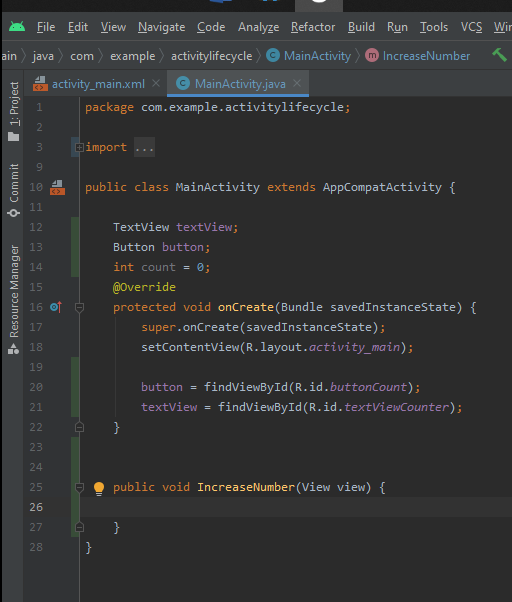 File Edit View Navigate Code Analyze Refactor Build Run Tools VCS Win
ain java com example activitylifecycle MainActivity IncreaseNumber
activity_main.xml MainActivity.java
1: Project
Commit
Resource Manager
1 package com.example.activitylifecycle;
2
3 import ...
9
10 public class MainActivity extends AppCompatActivity {
11
12 TextView textView;
13 Button button;
14 int count = 0;
15 @Override
16 protected void onCreate(Bundle savedInstanceState) {
17 super.onCreate(savedInstanceState);
18 setContentView(R.layout.activity_main);
19
20 button = findViewById(R.id.buttonCount);
21 textView = findViewById(R.id.textViewCounter);
22 }
23
24
25 public void IncreaseNumber(View view) {
26
27 }
28 }